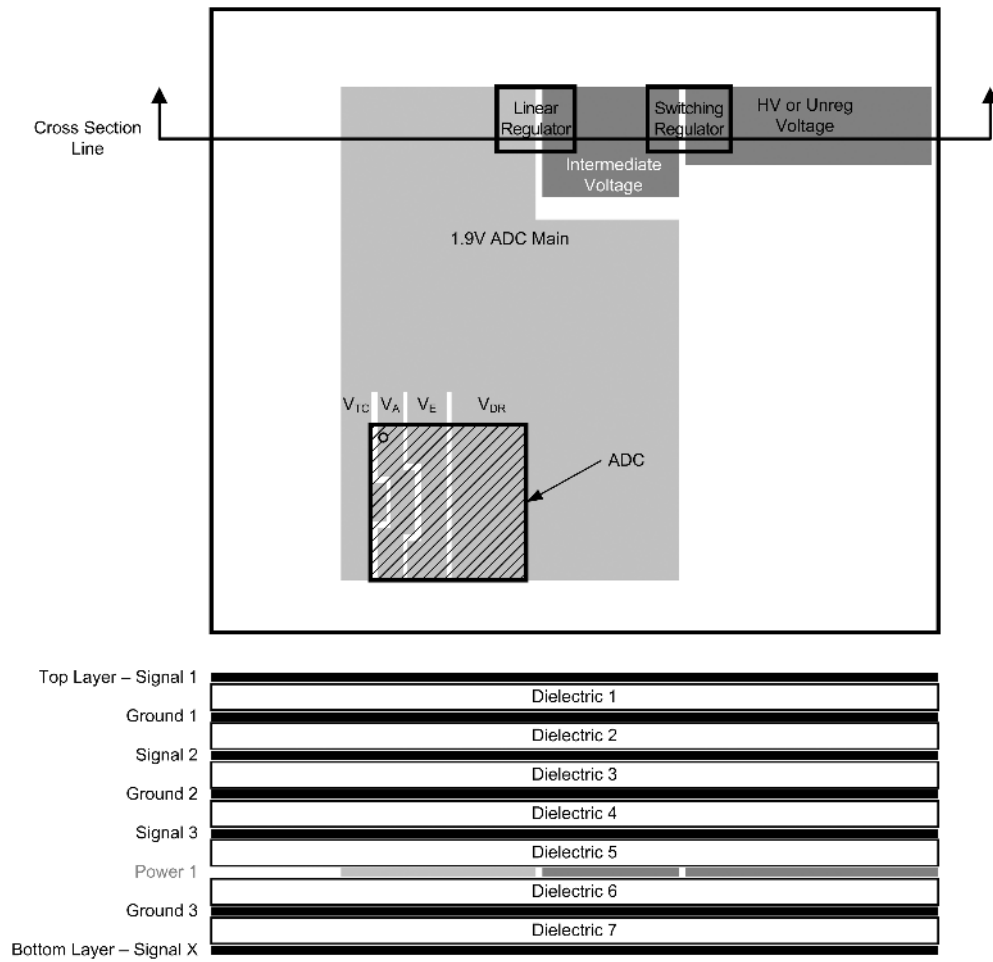 Cross Section
Line
Linear
Regulator
Switching
Regulator
HV or Unreg
Voltage
Intermediate
Voltage
1.9V ADC Main
VTC VA VE VDR
ADC
Top Layer – Signal 1
Dielectric 1
Ground 1
Dielectric 2
Signal 2
Dielectric 3
Ground 2
Dielectric 4
Signal 3
Dielectric 5
Power 1
Dielectric 6
Ground 3
Dielectric 7
Bottom Layer – Signal X